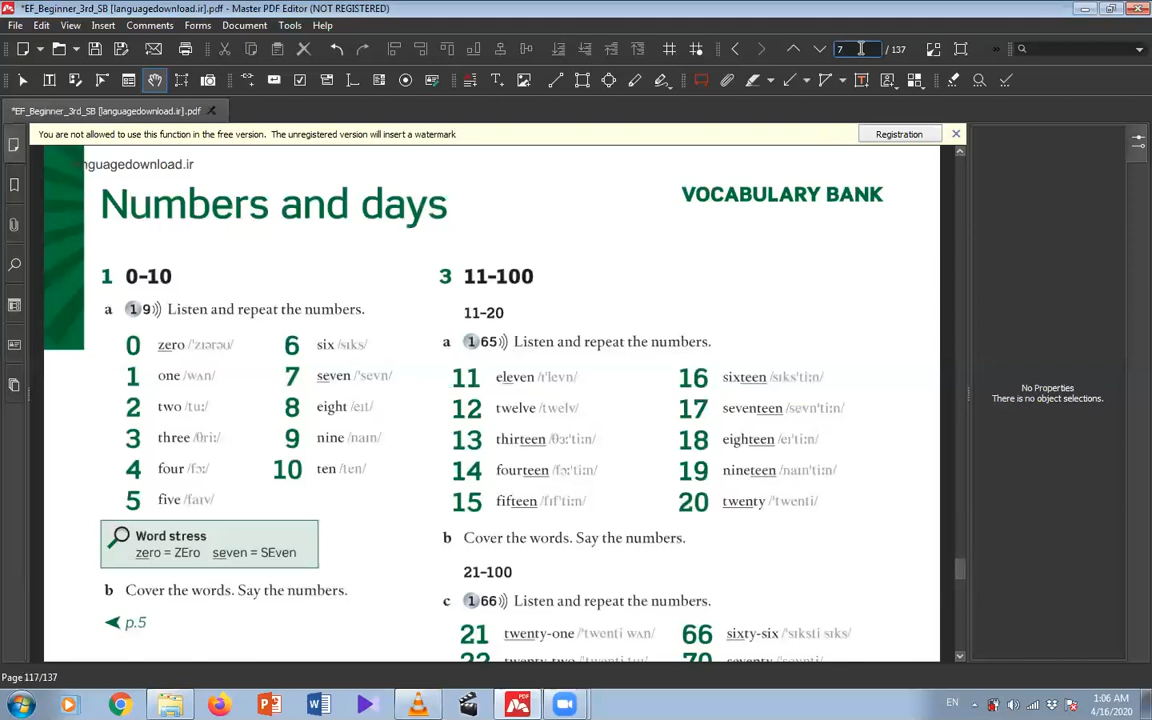 *EF_Beginner_3rd_SB [languagedownload.ir].pdf - Master PDF Editor (NOT REGISTERED)
File Edit View Insert Comments Forms Document Tools Help
7 / 137
*EF_Beginner_3rd_SB [languagedownload.ir].pdf
You are not allowed to use this function in the free version. The unregistered version will insert a watermark
Registration
nguagedownload.ir
Numbers and days
VOCABULARY BANK
1 0–10
a 1 9 Listen and repeat the numbers.
0 zero /ˈzɪərəʊ/
1 one /wʌn/
2 two /tuː/
3 three /θriː/
4 four /fɔː/
5 five /faɪv/
6 six /sɪks/
7 seven /ˈsevn/
8 eight /eɪt/
9 nine /naɪn/
10 ten /ten/
Word stress
zero = ZEro seven = SEven
b Cover the words. Say the numbers.
p.5
3 11–100
11–20
a 1 65 Listen and repeat the numbers.
11 eleven /ɪˈlevn/
12 twelve /twelv/
13 thirteen /θɜːˈtiːn/
14 fourteen /fɔːˈtiːn/
15 fifteen /fɪfˈtiːn/
16 sixteen /sɪksˈtiːn/
17 seventeen /sevnˈtiːn/
18 eighteen /eɪˈtiːn/
19 nineteen /naɪnˈtiːn/
20 twenty /ˈtwenti/
b Cover the words. Say the numbers.
21–100
c 1 66 Listen and repeat the numbers.
21 twenty-one /ˈtwenti wʌn/
66 sixty-six /ˈsɪksti sɪks/
No Properties
There is no object selections.
Page 117/137
EN
1:06 AM
4/16/2020